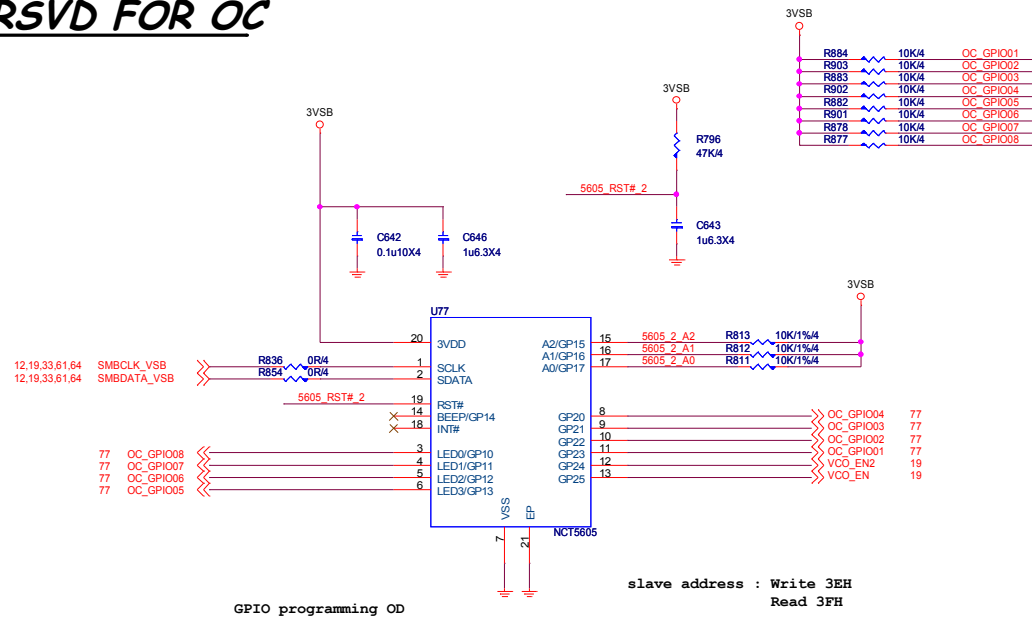 RSVD FOR OC
3VSB
R884 10K/4 OC_GPIO01
R903 10K/4 OC_GPIO02
R883 10K/4 OC_GPIO03
R902 10K/4 OC_GPIO04
R882 10K/4 OC_GPIO05
R901 10K/4 OC_GPIO06
R878 10K/4 OC_GPIO07
R877 10K/4 OC_GPIO08
3VSB
R796
47K/4
5605_RST#_2
C643
1u6.3X4
3VSB
C642
0.1u10X4
C646
1u6.3X4
3VSB
U77
20 3VDD
12,19,33,61,64 SMBCLK_VSB R836 0R/4 1 SCLK
12,19,33,61,64 SMBDATA_VSB R854 0R/4 2 SDATA
5605_RST#_2 19 RST#
14 BEEP/GP14
18 INT#
77 OC_GPIO08 3 LED0/GP10
77 OC_GPIO07 4 LED1/GP11
77 OC_GPIO06 5 LED2/GP12
77 OC_GPIO05 6 LED3/GP13
A2/GP15 15 5605_2_A2 R813 10K/1%/4
A1/GP16 16 5605_2_A1 R812 10K/1%/4
A0/GP17 17 5605_2_A0 R811 10K/1%/4
GP20 8 OC_GPIO04 77
GP21 9 OC_GPIO03 77
GP22 10 OC_GPIO02 77
GP23 11 OC_GPIO01 77
GP24 12 VCO_EN2 19
GP25 13 VCO_EN 19
VSS EP
7 21
NCT5605
slave address : Write 3EH
Read 3FH
GPIO programming OD